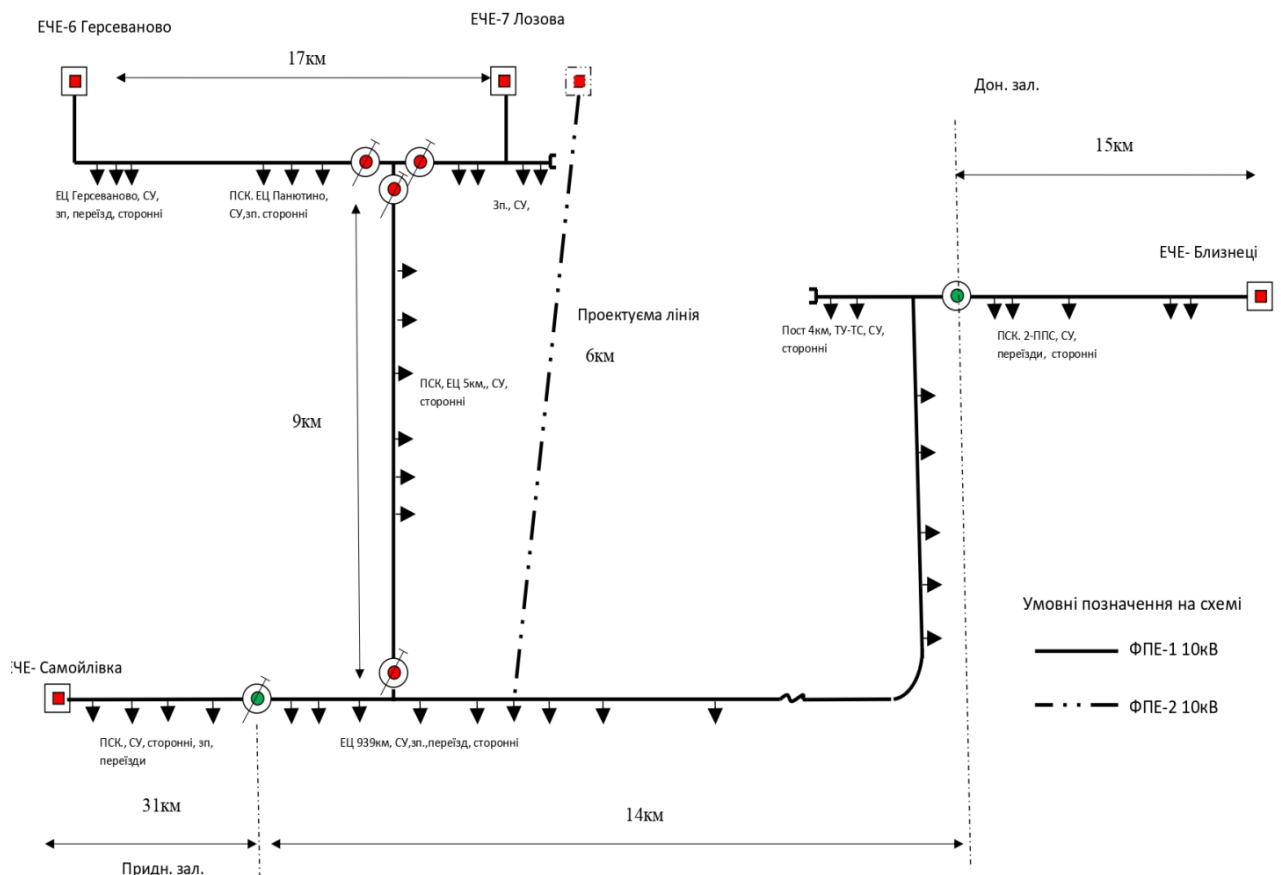 ЕЧЕ-6 Герсеваново
ЕЧЕ-7 Лозова
17км
Дон. зал.
15км
ЕЦ Герсеваново, СУ,
зп, переїзд, сторонні
ПСК. ЕЦ Панютино,
СУ,зп. сторонні
Зп., СУ,
ЕЧЕ- Близнеці
Проектуєма лінія
6км
Пост 4км, ТУ-ТС, СУ,
сторонні
ПСК. 2-ППС, СУ,
переїзди, сторонні
ПСК, ЕЦ 5км,, СУ,
сторонні
9км
Умовні позначення на схемі
ФПЕ-1 10кВ
ФПЕ-2 10кВ
ЕЧЕ- Самойлівка
ПСК., СУ, сторонні, зп,
переїзди
ЕЦ 939км, СУ,зп.,переїзд, сторонні
31км
14км
Придн. зал.